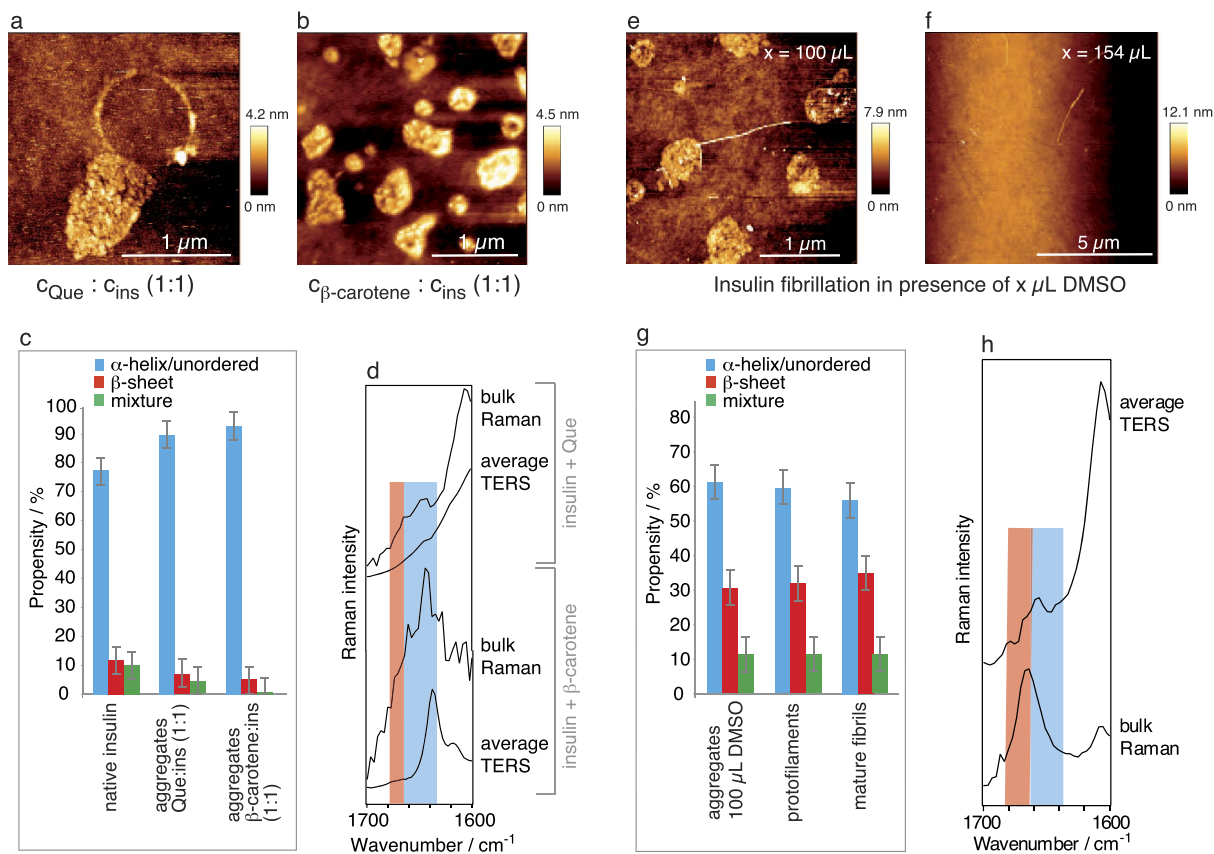 a
4.2 nm
0 nm
1 µm
c_Que : c_ins (1:1)
b
4.5 nm
0 nm
1 µm
c_β-carotene : c_ins (1:1)
e
x = 100 µL
7.9 nm
0 nm
1 µm
f
x = 154 µL
12.1 nm
0 nm
5 µm
Insulin fibrillation in presence of x µL DMSO
c
α-helix/unordered
β-sheet
mixture
Propensity / %
100
90
80
70
60
50
40
30
20
10
0
native insulin
aggregates
Que:ins (1:1)
aggregates
β-carotene:ins
(1:1)
d
bulk
Raman
average
TERS
insulin + Que
bulk
Raman
average
TERS
insulin + β-carotene
Raman intensity
1700
1600
Wavenumber / cm⁻¹
g
α-helix/unordered
β-sheet
mixture
Propensity / %
80
70
60
50
40
30
20
10
0
aggregates
100 µL DMSO
protofilaments
mature fibrils
h
average
TERS
bulk
Raman
Raman intensity
1700
1600
Wavenumber / cm⁻¹